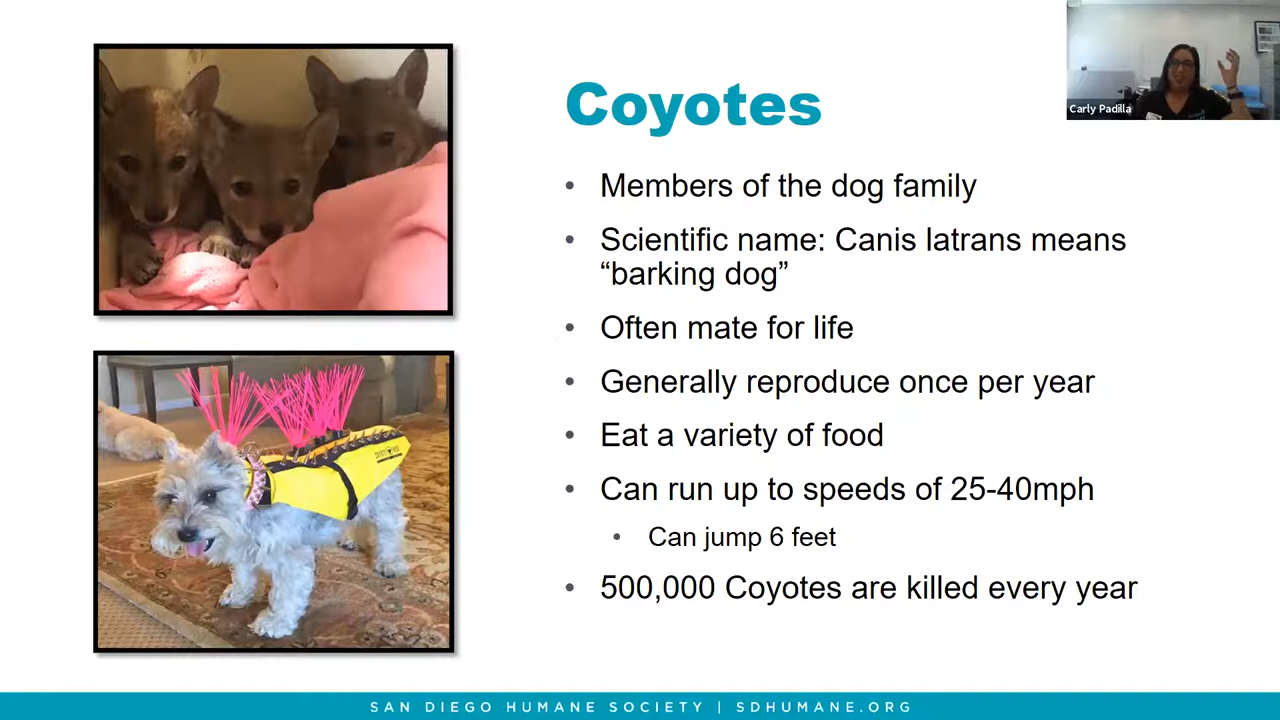 Coyotes
Carly Padilla
• Members of the dog family
• Scientific name: Canis latrans means
“barking dog”
• Often mate for life
• Generally reproduce once per year
• Eat a variety of food
• Can run up to speeds of 25-40mph
• Can jump 6 feet
• 500,000 Coyotes are killed every year
SAN DIEGO HUMANE SOCIETY | SDHUMANE.ORG